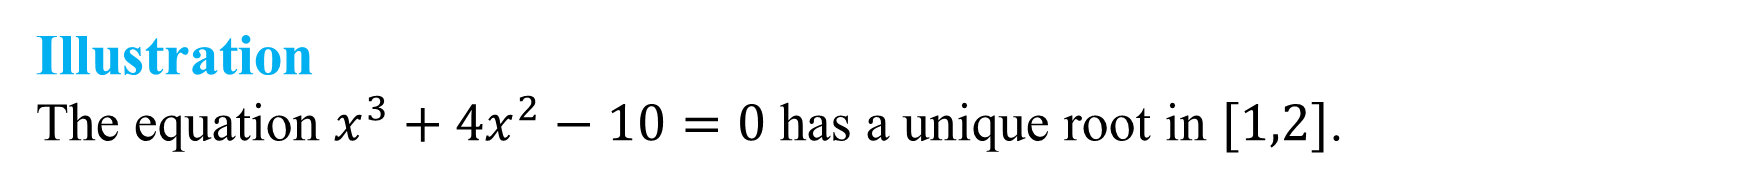 Illustration
The equation 𝑥³ + 4𝑥² − 10 = 0 has a unique root in [1,2].